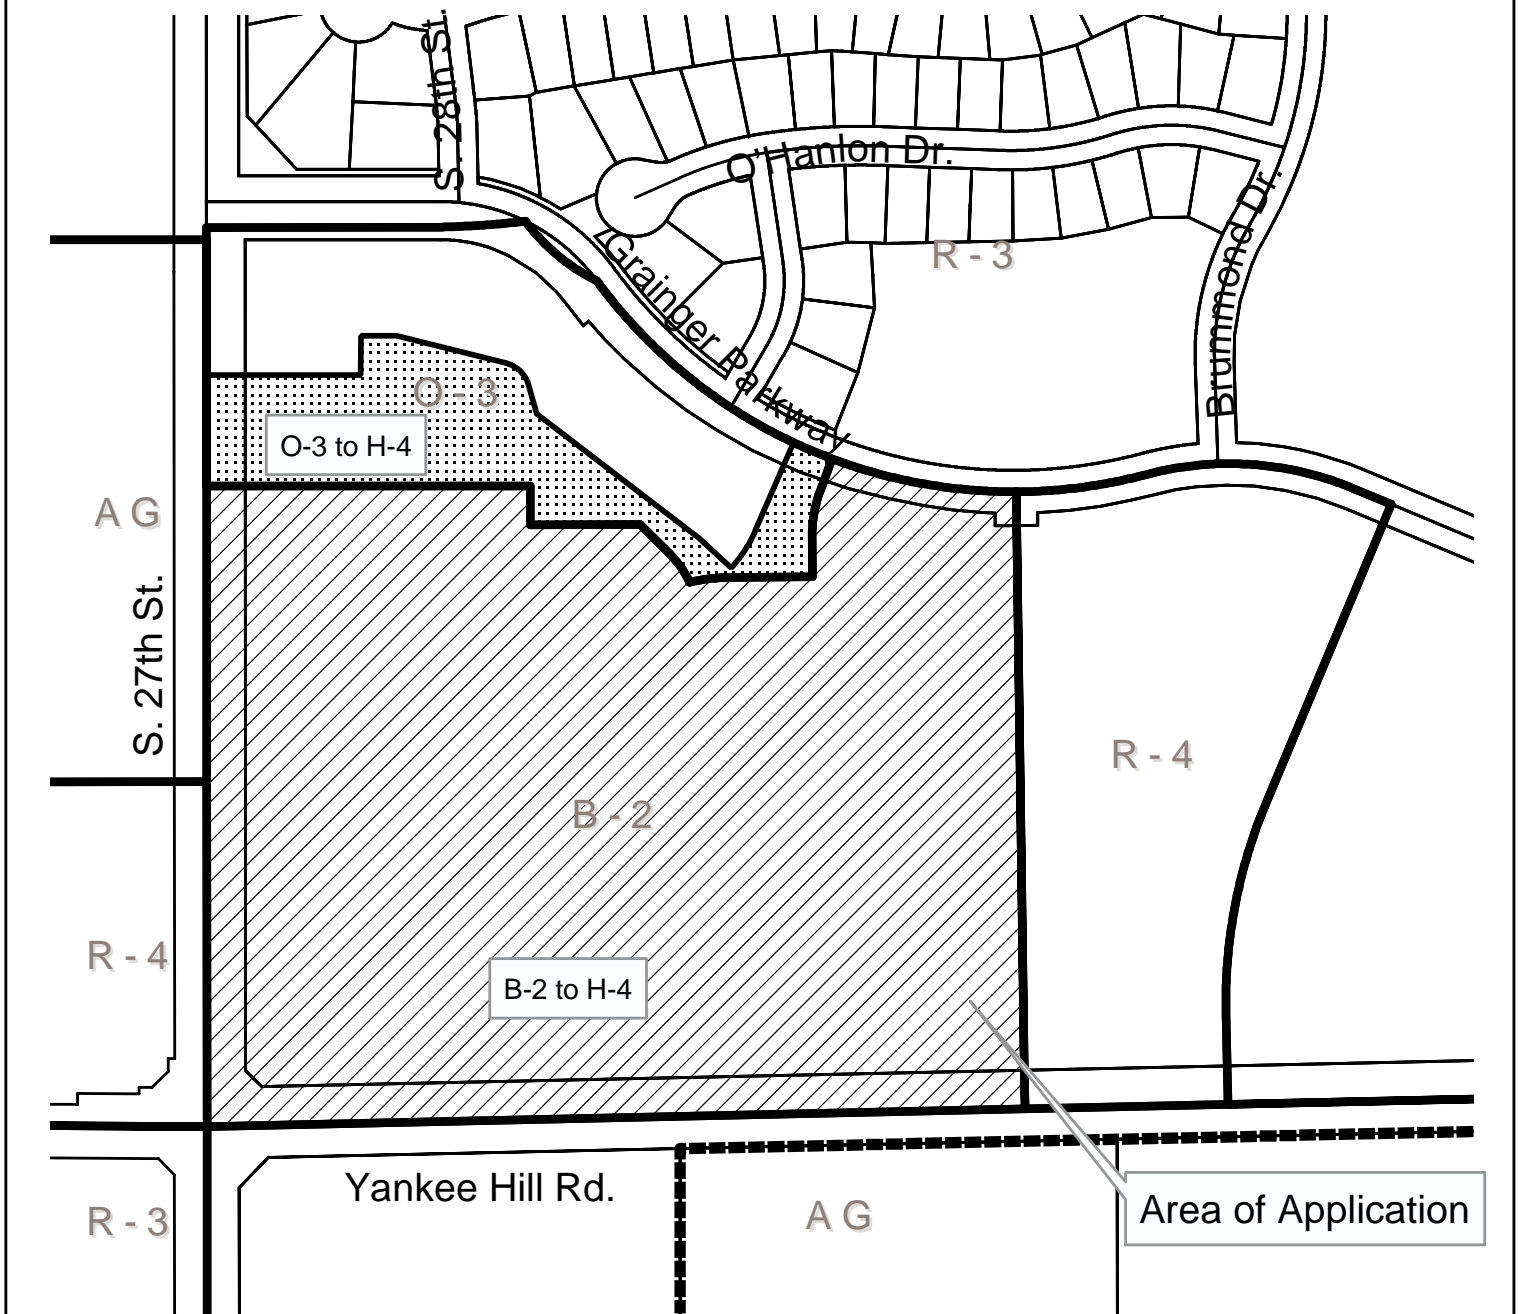 S. 28th St.
O'Hanlon Dr.
Brummond Dr.
R - 3
Grainger Parkway
O - 3
O-3 to H-4
A G
S. 27th St.
R - 4
B - 2
R - 4
B-2 to H-4
Yankee Hill Rd.
R - 3
A G
Area of Application